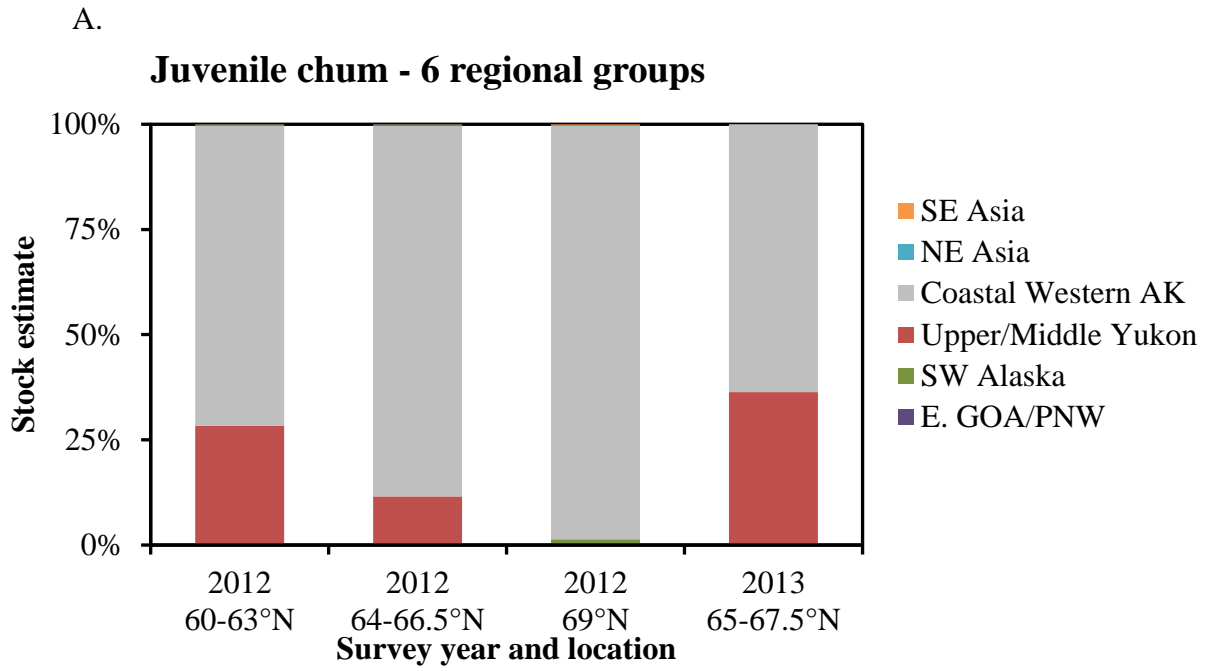 A.
Juvenile chum - 6 regional groups
100%
75%
50%
25%
0%
Stock estimate
2012
60-63°N
2012
64-66.5°N
2012
69°N
2013
65-67.5°N
Survey year and location
SE Asia
NE Asia
Coastal Western AK
Upper/Middle Yukon
SW Alaska
E. GOA/PNW